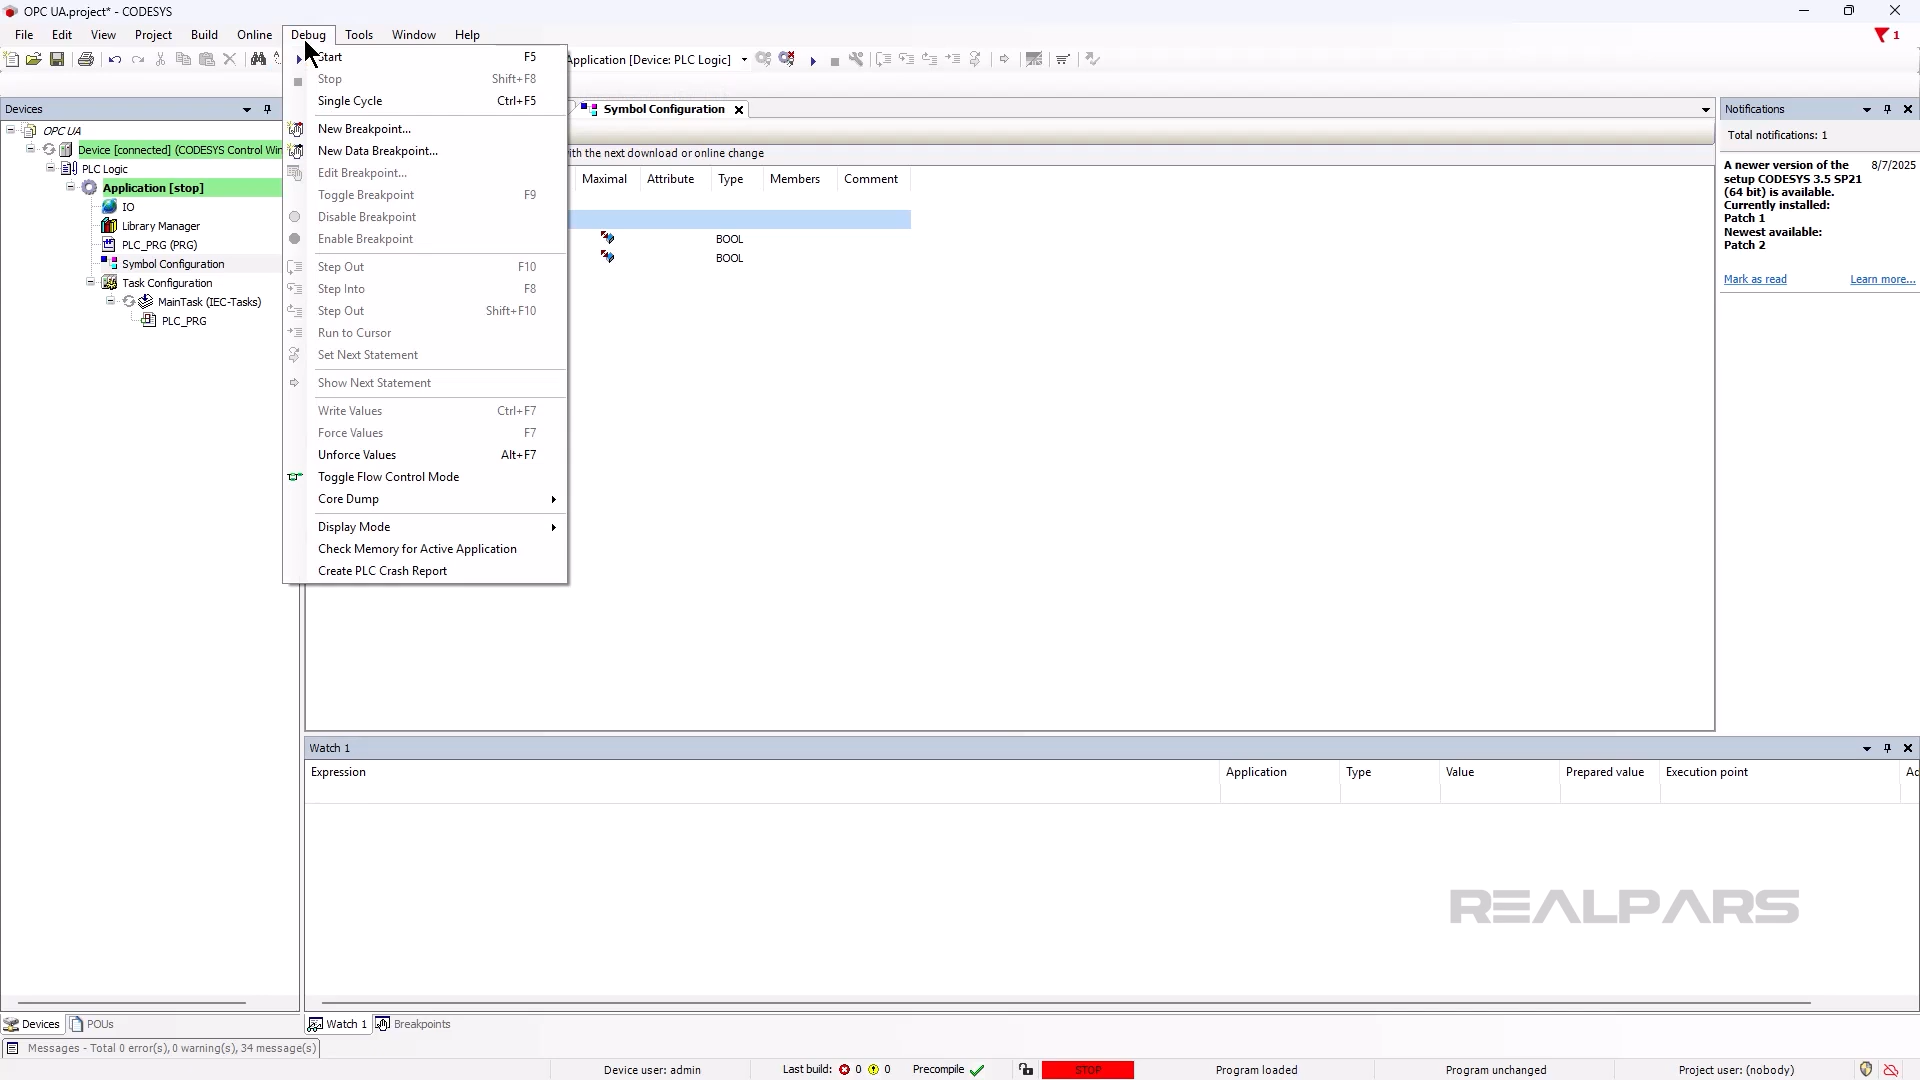 OPC UA.project* - CODESYS
File Edit View Project Build Online Debug Tools Window Help
1
Application [Device: PLC Logic]
Devices
OPC UA
Device [connected] (CODESYS Control Win
PLC Logic
Application [stop]
IO
Library Manager
PLC_PRG (PRG)
Symbol Configuration
Task Configuration
MainTask (IEC-Tasks)
PLC_PRG
Start F5
Stop Shift+F8
Single Cycle Ctrl+F5
New Breakpoint...
New Data Breakpoint...
Edit Breakpoint...
Toggle Breakpoint F9
Disable Breakpoint
Enable Breakpoint
Step Out F10
Step Into F8
Step Out Shift+F10
Run to Cursor
Set Next Statement
Show Next Statement
Write Values Ctrl+F7
Force Values F7
Unforce Values Alt+F7
Toggle Flow Control Mode
Core Dump
Display Mode
Check Memory for Active Application
Create PLC Crash Report
Symbol Configuration
with the next download or online change
Maximal Attribute Type Members Comment
BOOL
BOOL
Notifications
Total notifications: 1
A newer version of the 8/7/2025
setup CODESYS 3.5 SP21
(64 bit) is available.
Currently installed:
Patch 1
Newest available:
Patch 2
Mark as read Learn more...
Watch 1
Expression Application Type Value Prepared value Execution point Ad
REALPARS
Devices POUs
Watch 1 Breakpoints
Messages - Total 0 error(s), 0 warning(s), 34 message(s)
Device user: admin Last build: 0 0 Precompile STOP Program loaded Program unchanged Project user: (nobody)